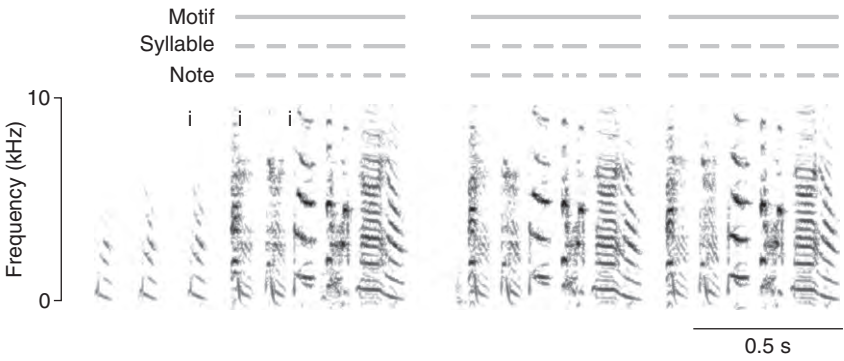 Motif
Syllable
Note
10
i i i
Frequency (kHz)
0
0.5 s